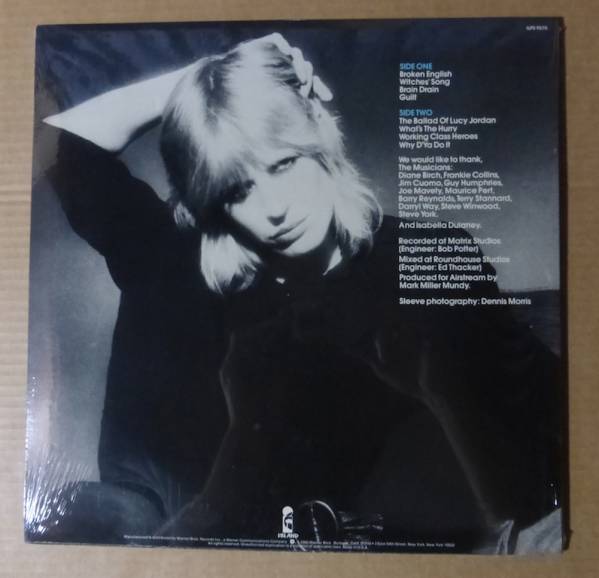 SIDE ONE
Broken English
Witches' Song
Brain Drain
Guilt
SIDE TWO
The Ballad Of Lucy Jordan
What's The Hurry
Working Class Heroes
Why D'Ya Do It
We would like to thank,
The Musicians:
Diane Birch, Frankie Collins,
Jim Cuomo, Guy Humphries,
Joe Mavety, Maurice Pert,
Barry Reynolds, Terry Stannard,
Darryl Way, Steve Winwood,
Steve York.
And Isabella Dulaney.
Recorded at Matrix Studios
(Engineer: Bob Potter)
Mixed at Roundhouse Studios
(Engineer: Ed Thacker)
Produced for Airstream by
Mark Miller Mundy.
Sleeve photography: Dennis Morris
ISLAND